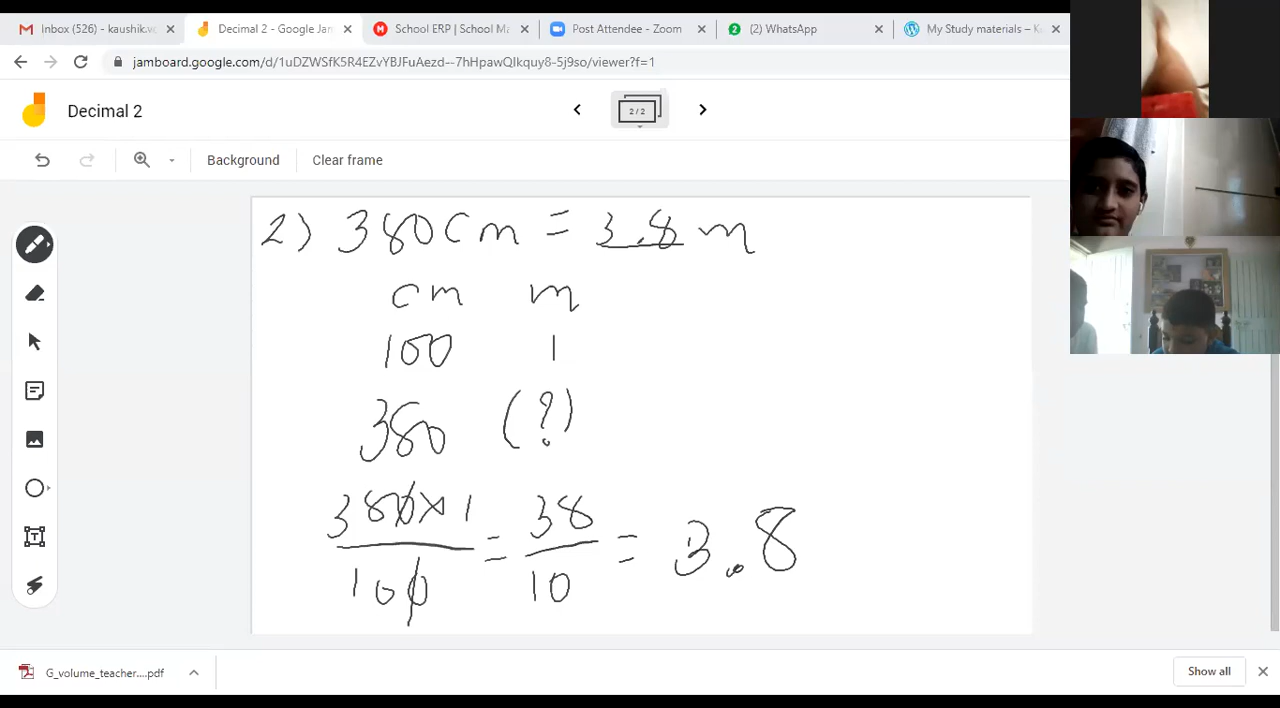 Inbox (526) - kaushik.ve
Decimal 2 - Google Jam
School ERP | School Ma
Post Attendee - Zoom
(2) WhatsApp
My Study materials – K
jamboard.google.com/d/1uDZWSfK5R4EZvYBJFuAezd--7hHpawQlkquy8-5j9so/viewer?f=1
Decimal 2
2 / 2
Background
Clear frame
2) 380 cm = 3.8 m
cm m
100 1
380 (?)
380×1 / 100 = 38 / 10 = 3.8
G_volume_teacher....pdf
Show all